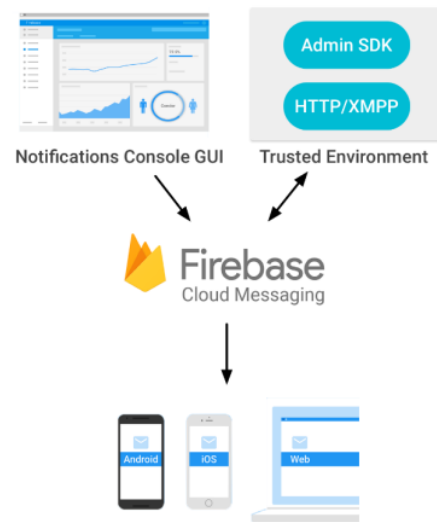 Admin SDK
HTTP/XMPP
Notifications Console GUI
Trusted Environment
Firebase
Cloud Messaging
Android
iOS
Web